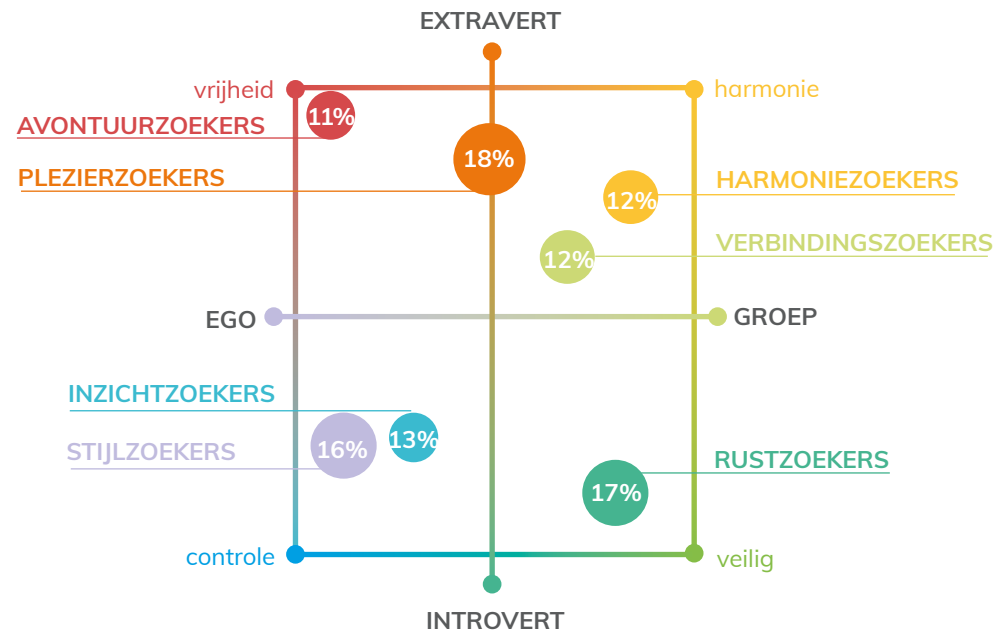 EXTRAVERT
vrijheid
harmonie
11%
AVONTUURZOEKERS
18%
PLEZIERZOEKERS
HARMONIEZOEKERS
12%
VERBINDINGSZOEKERS
12%
EGO
GROEP
INZICHTZOEKERS
13%
STIJLZOEKERS
16%
RUSTZOEKERS
17%
controle
veilig
INTROVERT